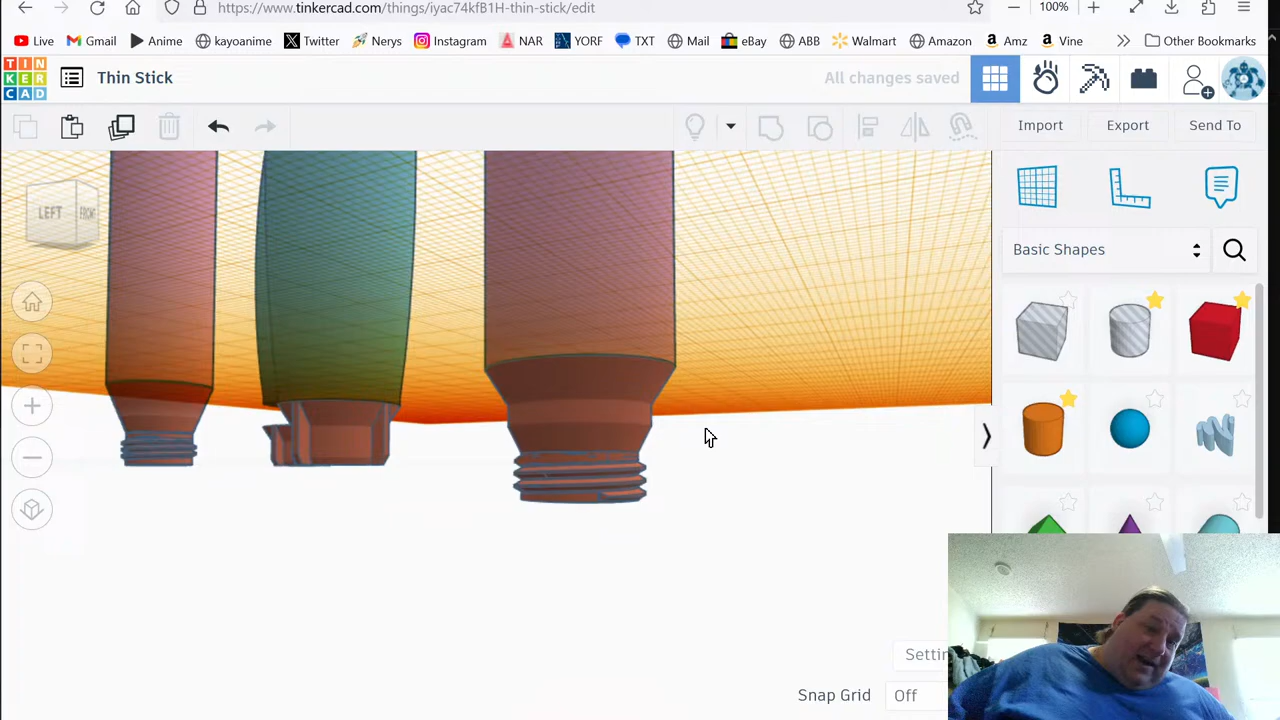 https://www.tinkercad.com/things/iyac74kfB1H-thin-stick/edit
100%
Live
Gmail
Anime
kayoanime
Twitter
Nerys
Instagram
NAR
YORF
TXT
Mail
eBay
ABB
Walmart
Amazon
Amz
Vine
Other Bookmarks
TIN
KER
CAD
Thin Stick
All changes saved
Import
Export
Send To
LEFT
FRONT
Basic Shapes
Settin
Snap Grid
Off